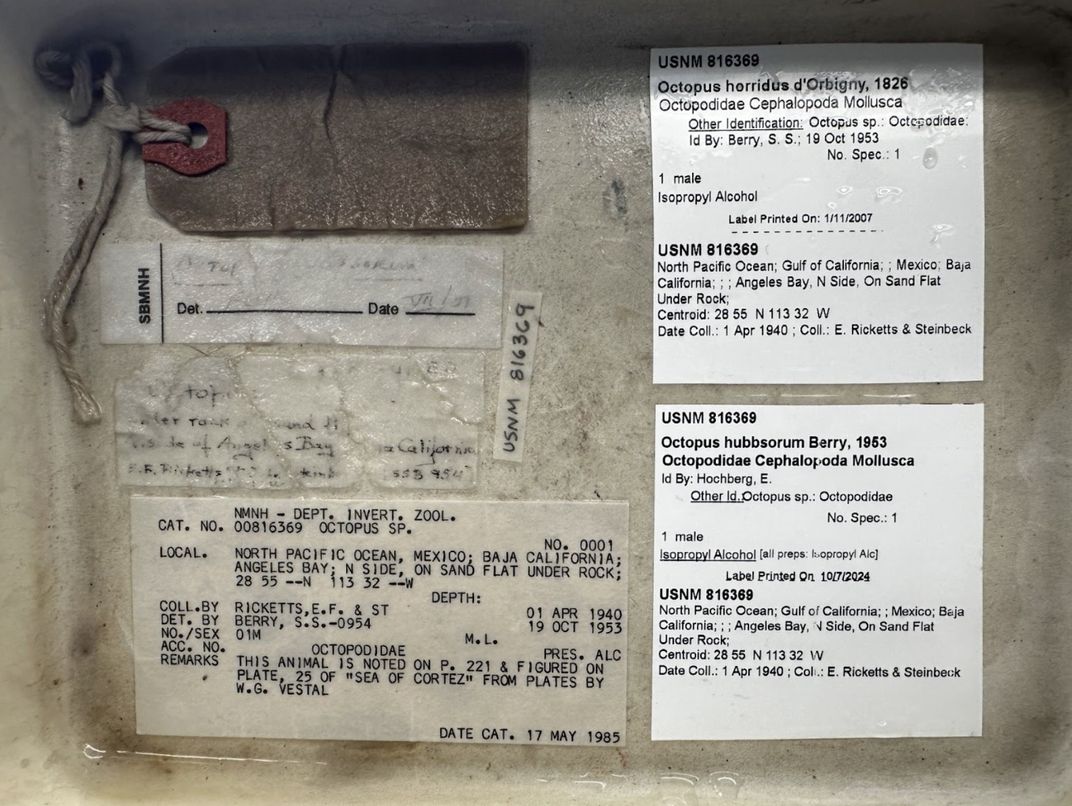 SBMNH
Det. Date
USNM 816369
under rock
side of Angeles Bay
California
NMNH - DEPT. INVERT. ZOOL.
CAT. NO. 00816369 OCTOPUS SP.
NO. 0001
LOCAL. NORTH PACIFIC OCEAN, MEXICO; BAJA CALIFORNIA;
ANGELES BAY; N SIDE, ON SAND FLAT UNDER ROCK;
28 55 --N 113 32 --W
DEPTH:
COLL.BY RICKETTS,E.F. & ST 01 APR 1940
DET. BY BERRY, S.S.-0954 19 OCT 1953
NO./SEX 01M M.L.
ACC. NO. OCTOPODIDAE PRES. ALC
REMARKS THIS ANIMAL IS NOTED ON P. 221 & FIGURED ON
PLATE, 25 OF "SEA OF CORTEZ" FROM PLATES BY
W.G. VESTAL
DATE CAT. 17 MAY 1985
USNM 816369
Octopus horridus d'Orbigny, 1826
Octopodidae Cephalopoda Mollusca
Other Identification: Octopus sp.: Octopodidae:
Id By: Berry, S. S.; 19 Oct 1953
No. Spec.: 1
1 male
Isopropyl Alcohol
Label Printed On: 1/11/2007
USNM 816369
North Pacific Ocean; Gulf of California; ; Mexico; Baja
California; ; ; Angeles Bay, N Side, On Sand Flat
Under Rock;
Centroid: 28 55 N 113 32 W
Date Coll.: 1 Apr 1940 ; Coll.: E. Ricketts & Steinbeck
USNM 816369
Octopus hubbsorum Berry, 1953
Octopodidae Cephalopoda Mollusca
Id By: Hochberg, E.
Other Id.: Octopus sp.: Octopodidae
No. Spec.: 1
1 male
Isopropyl Alcohol [all preps: Isopropyl Alc]
Label Printed On 10/7/2024
USNM 816369
North Pacific Ocean; Gulf of California; ; Mexico; Baja
California; ; ; Angeles Bay, N Side, On Sand Flat
Under Rock;
Centroid: 28 55 N 113 32 W
Date Coll.: 1 Apr 1940 ; Coll.: E. Ricketts & Steinbeck